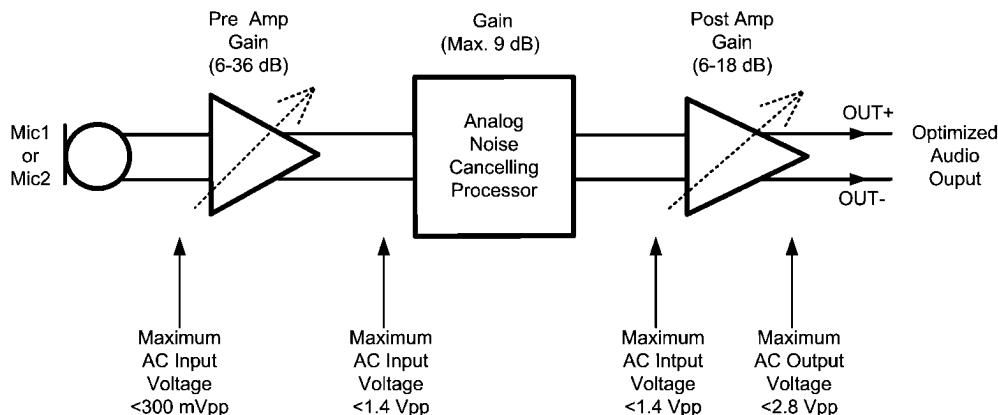 Pre Amp
Gain
(6-36 dB)
Gain
(Max. 9 dB)
Post Amp
Gain
(6-18 dB)
Mic1
or
Mic2
Analog
Noise
Cancelling
Processor
OUT+
OUT-
Optimized
Audio
Ouput
Maximum
AC Input
Voltage
<300 mVpp
Maximum
AC Input
Voltage
<1.4 Vpp
Maximum
AC Intput
Voltage
<1.4 Vpp
Maximum
AC Output
Voltage
<2.8 Vpp